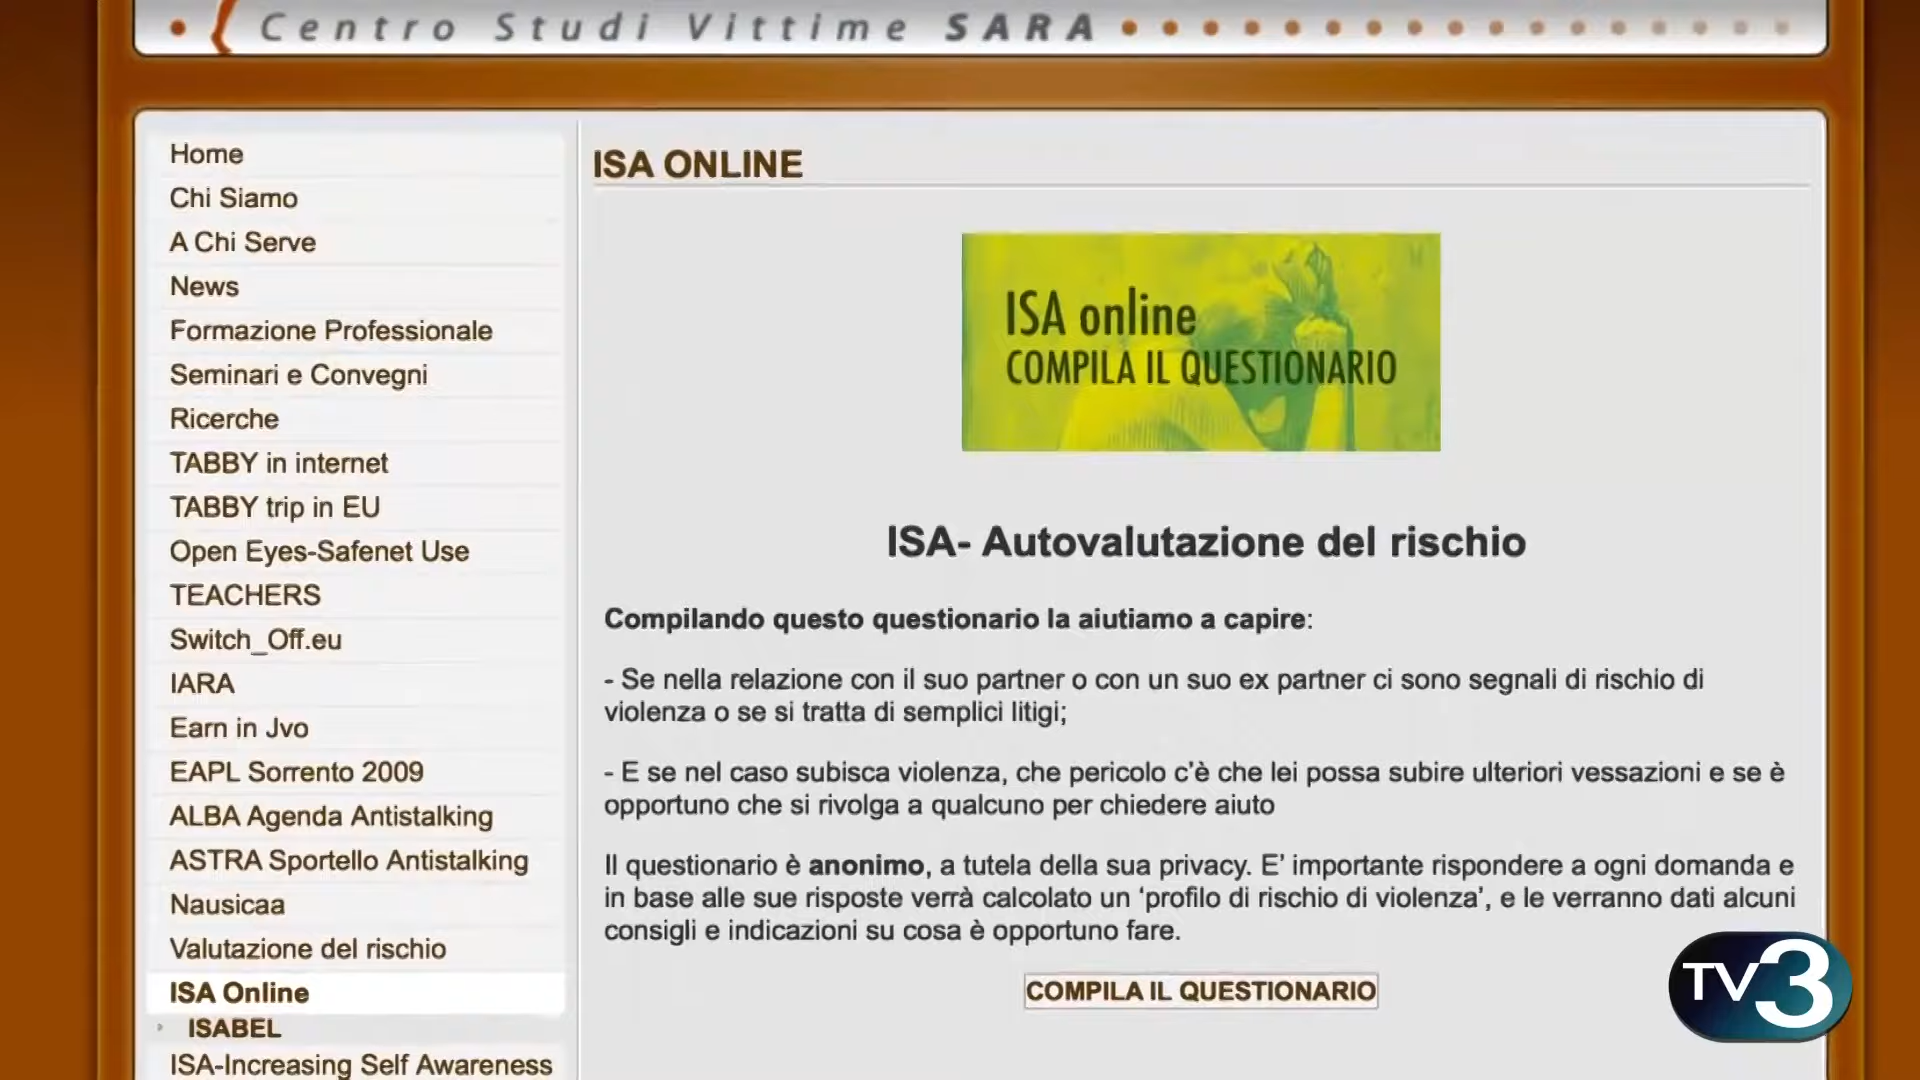 Centro Studi Vittime SARA
Home
Chi Siamo
A Chi Serve
News
Formazione Professionale
Seminari e Convegni
Ricerche
TABBY in internet
TABBY trip in EU
Open Eyes-Safenet Use
TEACHERS
Switch_Off.eu
IARA
Earn in Jvo
EAPL Sorrento 2009
ALBA Agenda Antistalking
ASTRA Sportello Antistalking
Nausicaa
Valutazione del rischio
ISA Online
ISABEL
ISA-Increasing Self Awareness
ISA ONLINE
ISA online
COMPILA IL QUESTIONARIO
ISA- Autovalutazione del rischio
Compilando questo questionario la aiutiamo a capire:
- Se nella relazione con il suo partner o con un suo ex partner ci sono segnali di rischio di
violenza o se si tratta di semplici litigi;
- E se nel caso subisca violenza, che pericolo c’è che lei possa subire ulteriori vessazioni e se è
opportuno che si rivolga a qualcuno per chiedere aiuto
Il questionario è anonimo, a tutela della sua privacy. E’ importante rispondere a ogni domanda e
in base alle sue risposte verrà calcolato un ‘profilo di rischio di violenza’, e le verranno dati alcuni
consigli e indicazioni su cosa è opportuno fare.
COMPILA IL QUESTIONARIO
TV3